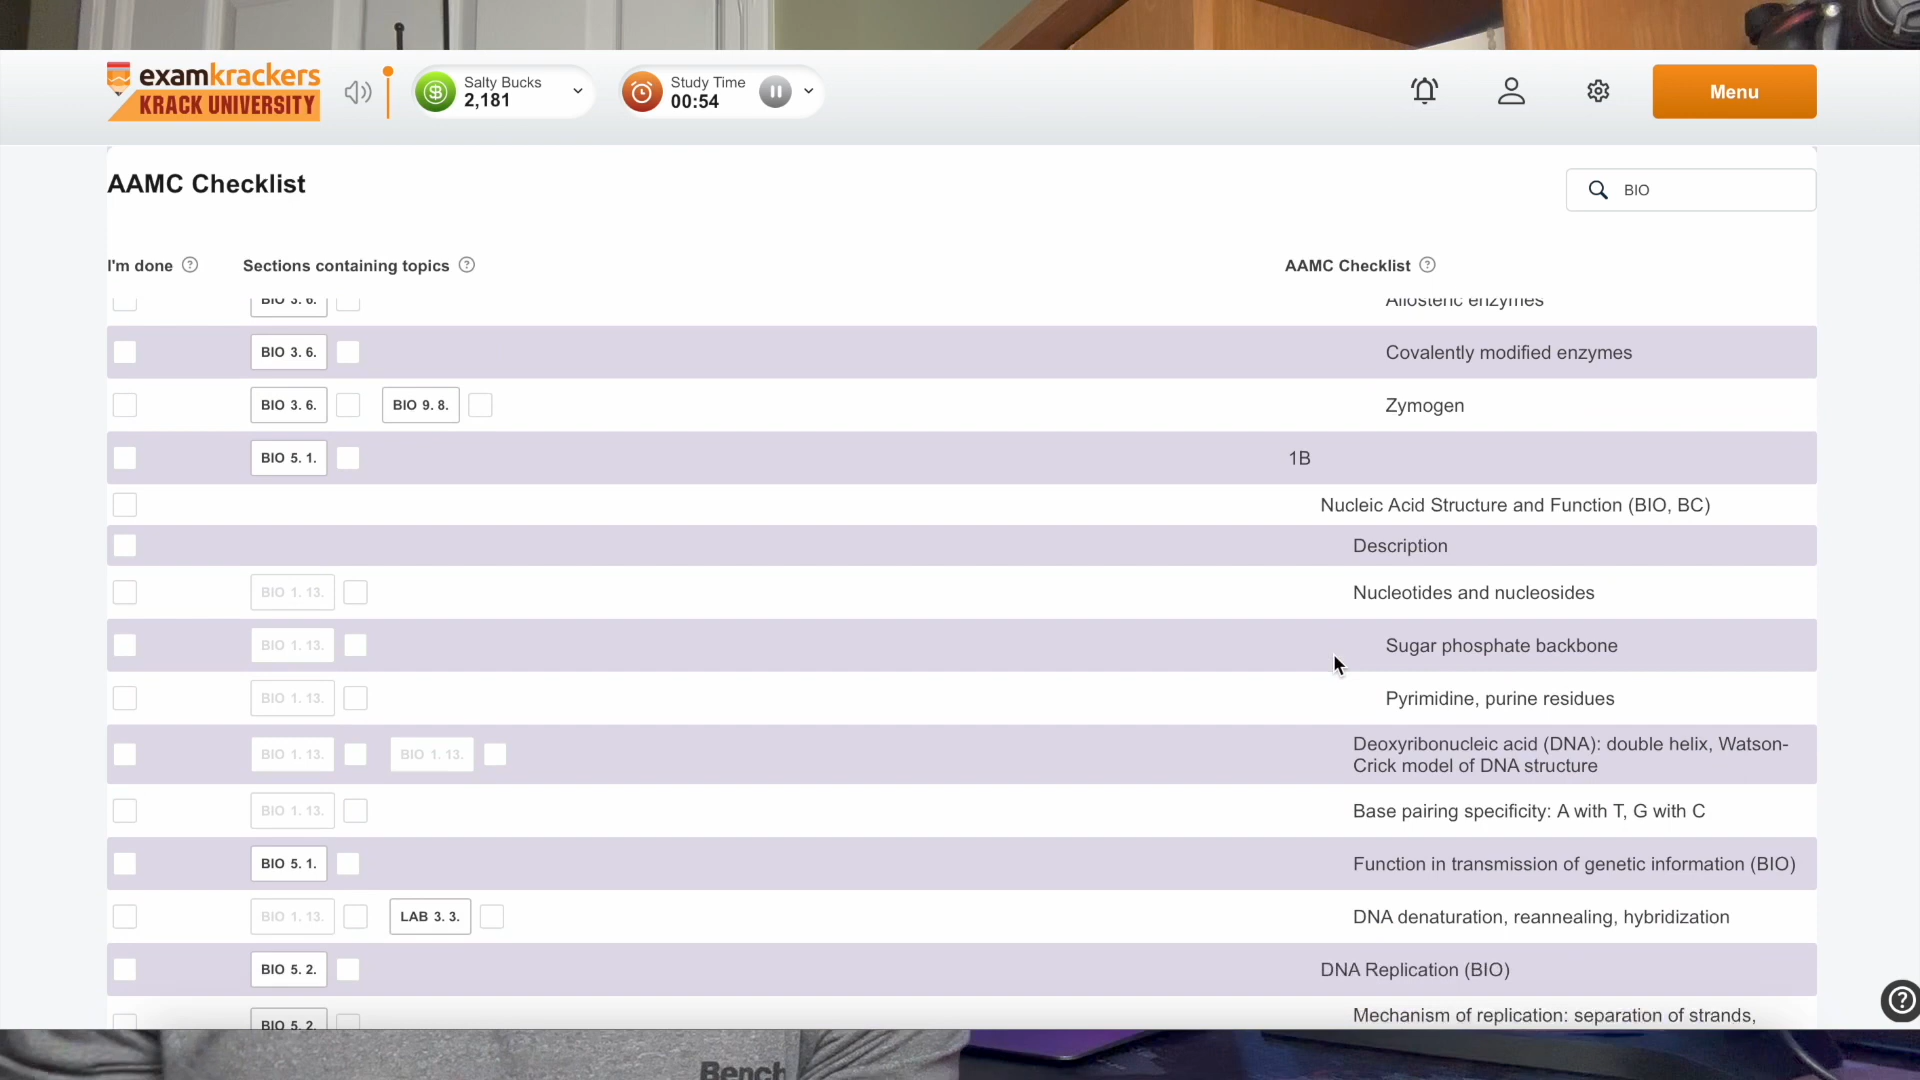 examkrackers
KRACK UNIVERSITY
Salty Bucks
2,181
Study Time
00:54
Menu
AAMC Checklist
BIO
I'm done ?
Sections containing topics ?
AAMC Checklist ?
BIO 3. 6.
Allosteric enzymes
BIO 3. 6.
Covalently modified enzymes
BIO 3. 6.
BIO 9. 8.
Zymogen
BIO 5. 1.
1B
Nucleic Acid Structure and Function (BIO, BC)
Description
BIO 1. 13.
Nucleotides and nucleosides
BIO 1. 13.
Sugar phosphate backbone
BIO 1. 13.
Pyrimidine, purine residues
BIO 1. 13.
BIO 1. 13.
Deoxyribonucleic acid (DNA): double helix, Watson-
Crick model of DNA structure
BIO 1. 13.
Base pairing specificity: A with T, G with C
BIO 5. 1.
Function in transmission of genetic information (BIO)
BIO 1. 13.
LAB 3. 3.
DNA denaturation, reannealing, hybridization
BIO 5. 2.
DNA Replication (BIO)
BIO 5. 2.
Mechanism of replication: separation of strands,
?
Bench